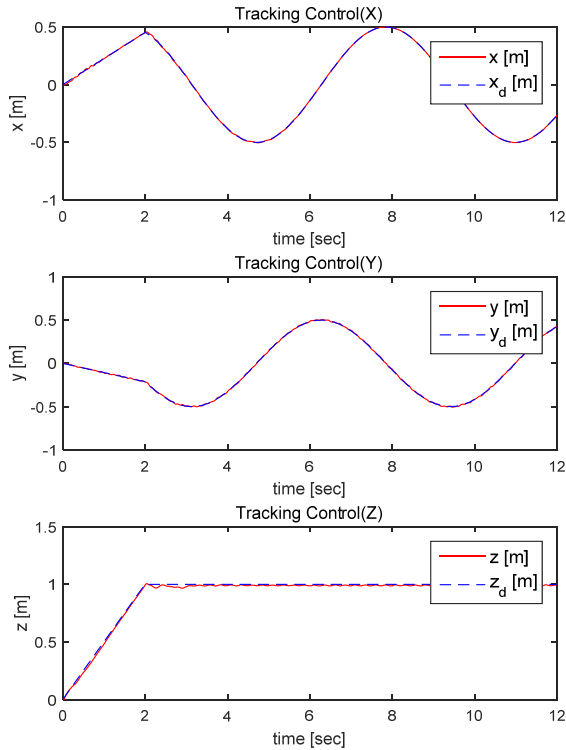 Tracking Control(X)
0.5
0
-0.5
-1
x [m]
x [m]
x_d [m]
0 2 4 6 8 10 12
time [sec]
Tracking Control(Y)
1
0.5
0
-0.5
-1
y [m]
y [m]
y_d [m]
0 2 4 6 8 10 12
time [sec]
Tracking Control(Z)
1.5
1
0.5
0
z [m]
z [m]
z_d [m]
0 2 4 6 8 10 12
time [sec]